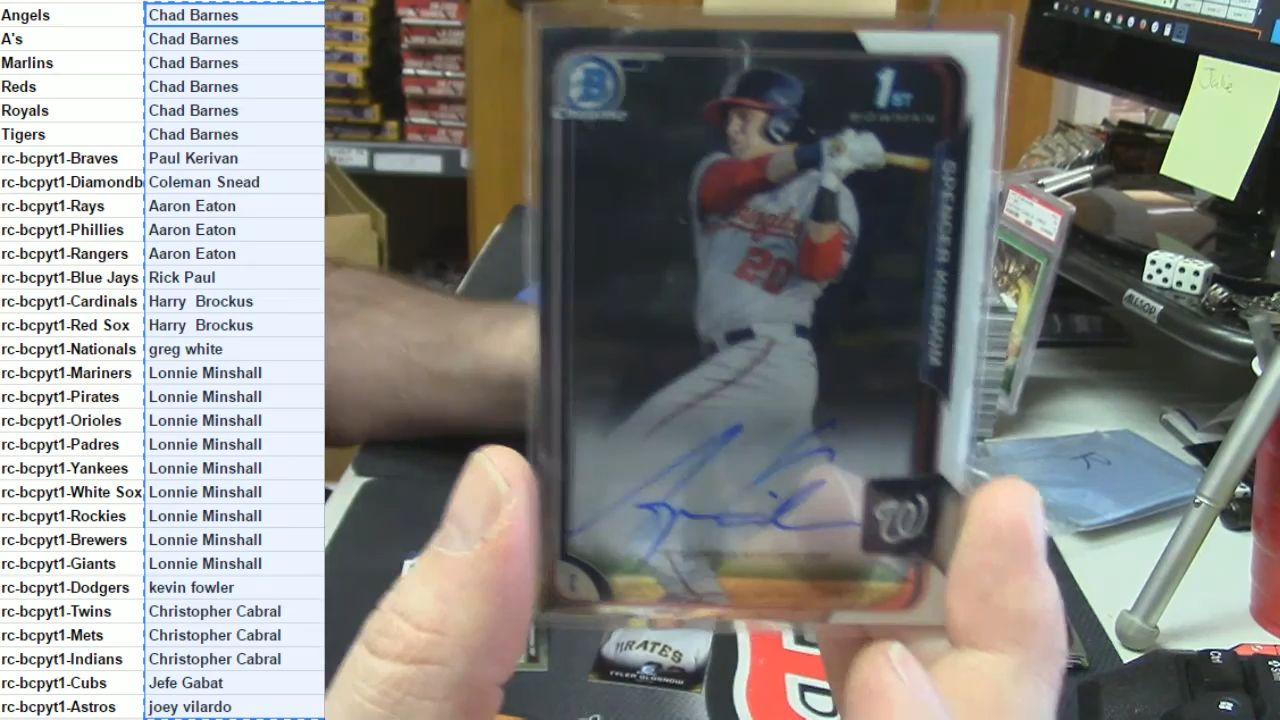 Angels Chad Barnes
A's Chad Barnes
Marlins Chad Barnes
Reds Chad Barnes
Royals Chad Barnes
Tigers Chad Barnes
rc-bcpyt1-Braves Paul Kerivan
rc-bcpyt1-Diamondb Coleman Snead
rc-bcpyt1-Rays Aaron Eaton
rc-bcpyt1-Phillies Aaron Eaton
rc-bcpyt1-Rangers Aaron Eaton
rc-bcpyt1-Blue Jays Rick Paul
rc-bcpyt1-Cardinals Harry  Brockus
rc-bcpyt1-Red Sox Harry  Brockus
rc-bcpyt1-Nationals greg white
rc-bcpyt1-Mariners Lonnie Minshall
rc-bcpyt1-Pirates Lonnie Minshall
rc-bcpyt1-Orioles Lonnie Minshall
rc-bcpyt1-Padres Lonnie Minshall
rc-bcpyt1-Yankees Lonnie Minshall
rc-bcpyt1-White Sox Lonnie Minshall
rc-bcpyt1-Rockies Lonnie Minshall
rc-bcpyt1-Brewers Lonnie Minshall
rc-bcpyt1-Giants Lonnie Minshall
rc-bcpyt1-Dodgers kevin fowler
rc-bcpyt1-Twins Christopher Cabral
rc-bcpyt1-Mets Christopher Cabral
rc-bcpyt1-Indians Christopher Cabral
rc-bcpyt1-Cubs Jefe Gabat
rc-bcpyt1-Astros joey vilardo
B
Chrome
1ST
BOWMAN
SPENCER KIEBOOM
20
W
PIRATES
TYLER GLASNOW
ALLSOP
Ctrl